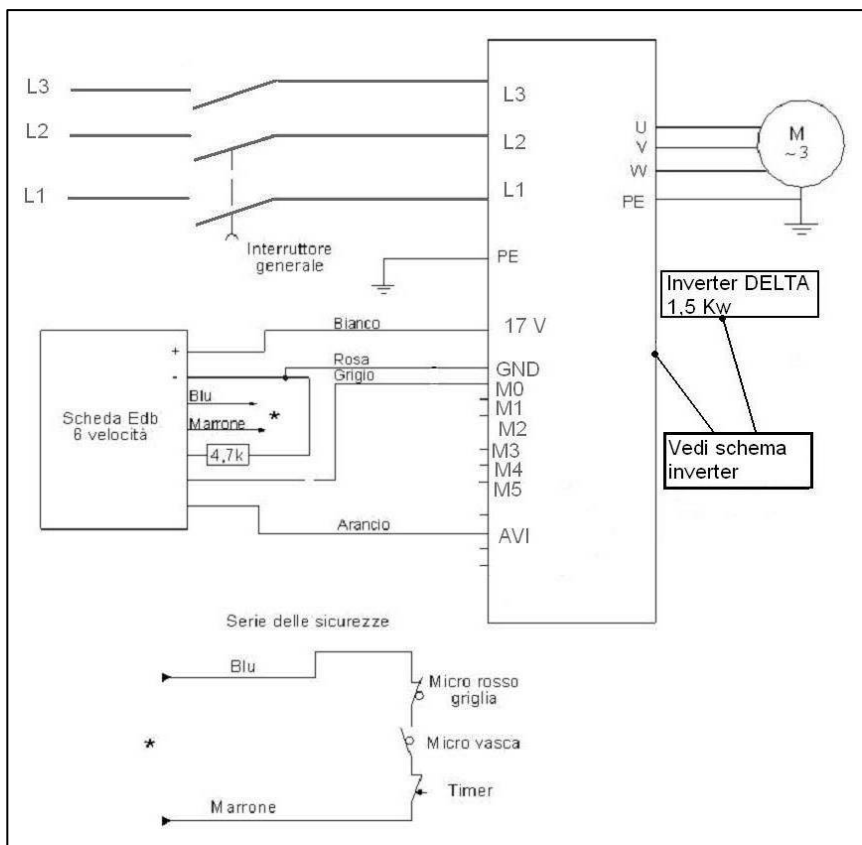 L3
L2
L1
Interruttore
generale
L3
L2
L1
PE
17 V
GND
M0
M1
M2
M3
M4
M5
AVI
U
V
W
PE
M
~3
Inverter DELTA
1,5 Kw
Vedi schema
inverter
Bianco
Rosa
Grigio
+
-
Blu
Marrone
*
4,7k
Scheda Edb
6 velocità
Arancio
Serie delle sicurezze
Blu
Micro rosso
griglia
*
Micro vasca
Timer
Marrone